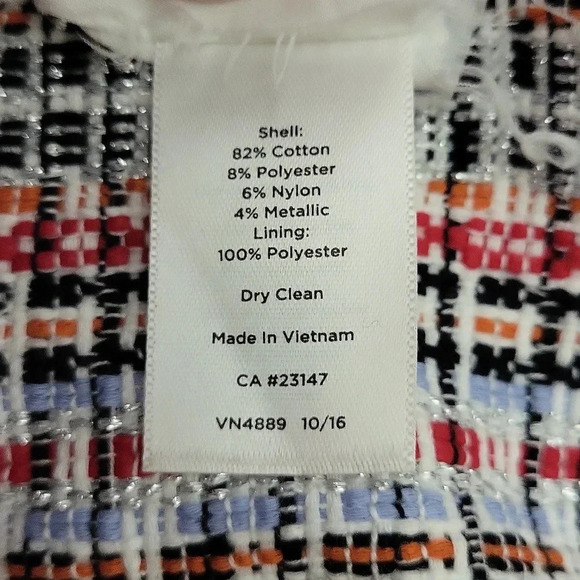 Shell:
82% Cotton
8% Polyester
6% Nylon
4% Metallic
Lining:
100% Polyester
Dry Clean
Made In Vietnam
CA #23147
VN4889 10/16